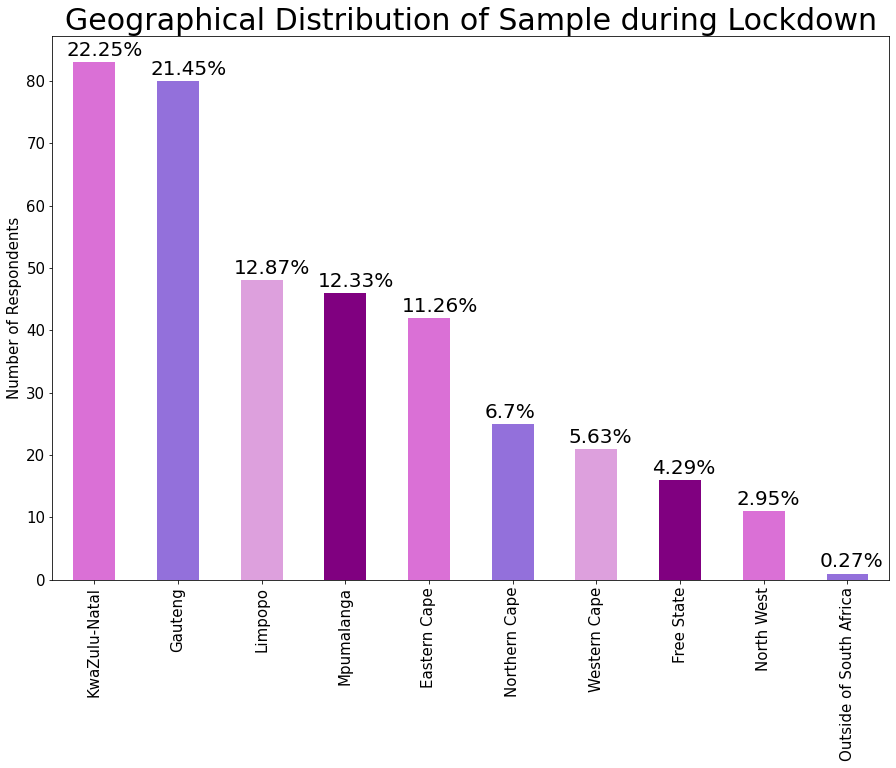 Geographical Distribution of Sample during Lockdown
22.25%
21.45%
12.87%
12.33%
11.26%
6.7%
5.63%
4.29%
2.95%
0.27%
Number of Respondents
80
70
60
50
40
30
20
10
0
KwaZulu-Natal
Gauteng
Limpopo
Mpumalanga
Eastern Cape
Northern Cape
Western Cape
Free State
North West
Outside of South Africa